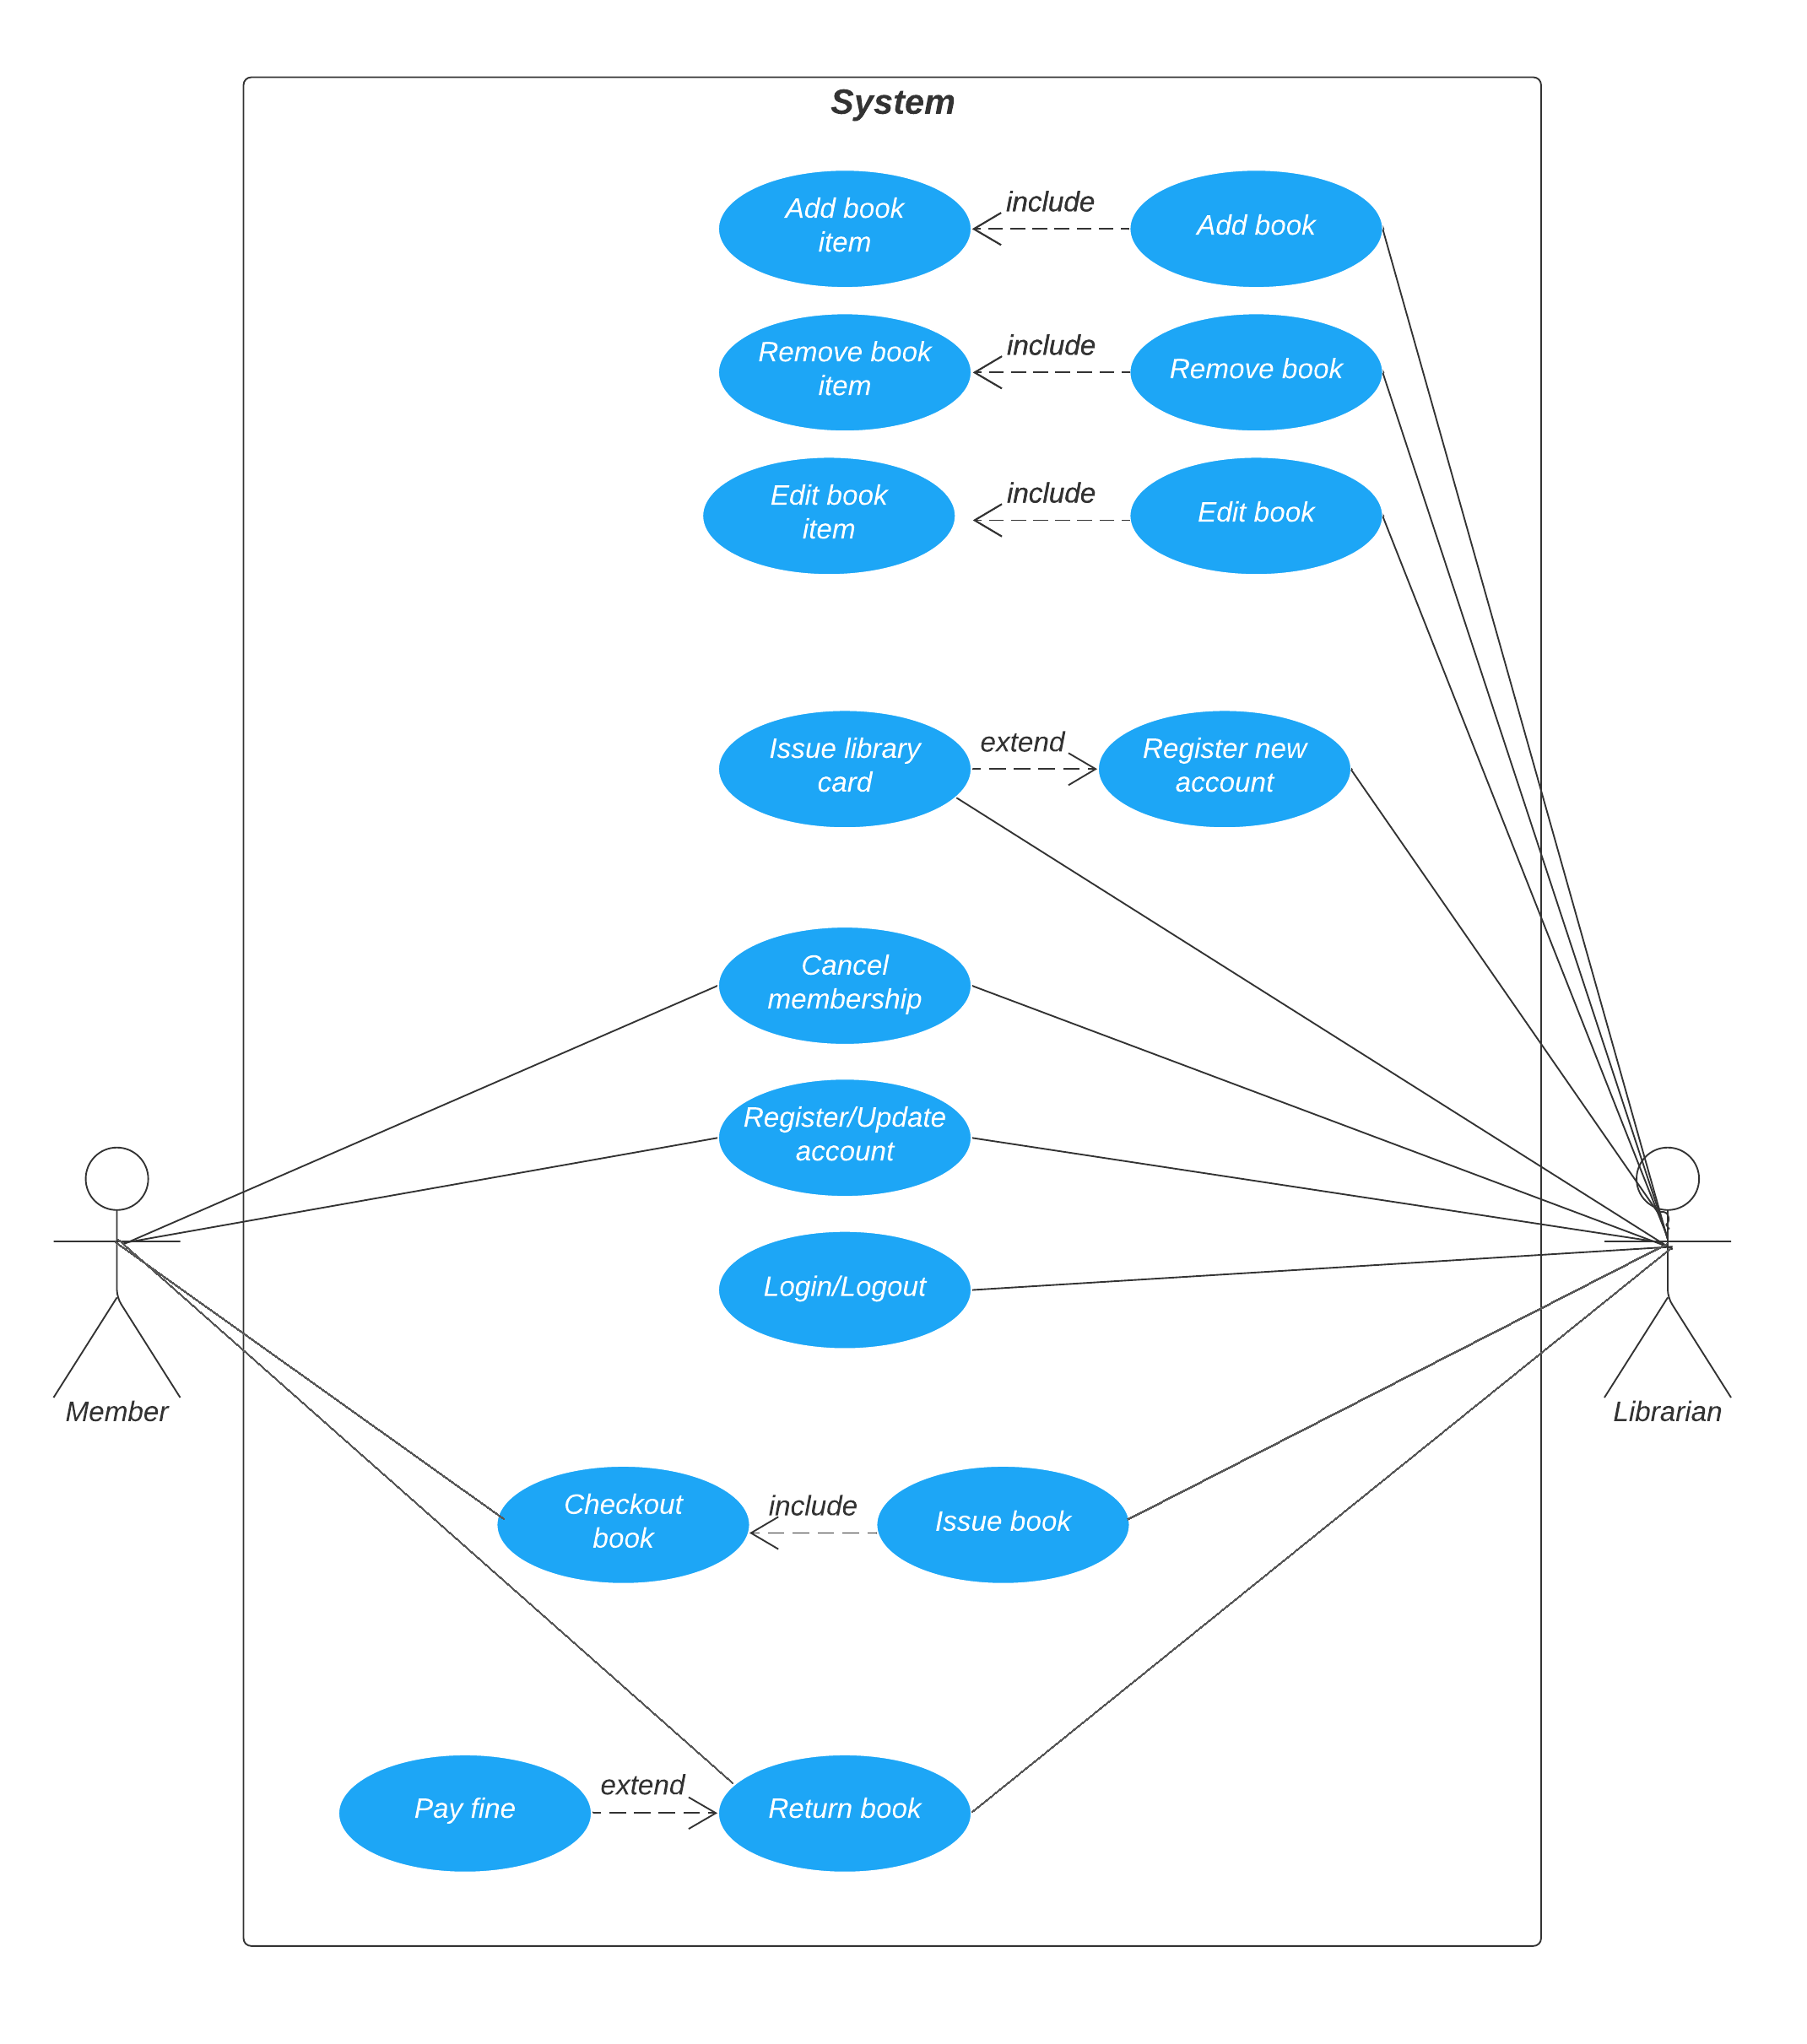 System
Add book
item
include
Add book
Remove book
item
include
Remove book
Edit book
item
include
Edit book
Issue library
card
extend
Register new
account
Cancel
membership
Register/Update
account
Login/Logout
Member
Librarian
Checkout
book
include
Issue book
Pay fine
extend
Return book